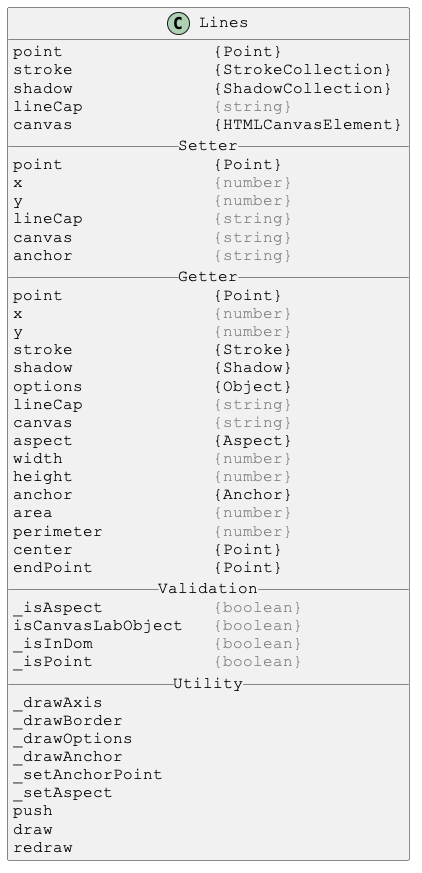 C Lines
point {Point}
stroke {StrokeCollection}
shadow {ShadowCollection}
lineCap {string}
canvas {HTMLCanvasElement}
Setter
point {Point}
x {number}
y {number}
lineCap {string}
canvas {string}
anchor {string}
Getter
point {Point}
x {number}
y {number}
stroke {Stroke}
shadow {Shadow}
options {Object}
lineCap {string}
canvas {string}
aspect {Aspect}
width {number}
height {number}
anchor {Anchor}
area {number}
perimeter {number}
center {Point}
endPoint {Point}
Validation
_isAspect {boolean}
isCanvasLabObject {boolean}
_isInDom {boolean}
_isPoint {boolean}
Utility
_drawAxis
_drawBorder
_drawOptions
_drawAnchor
_setAnchorPoint
_setAspect
push
draw
redraw